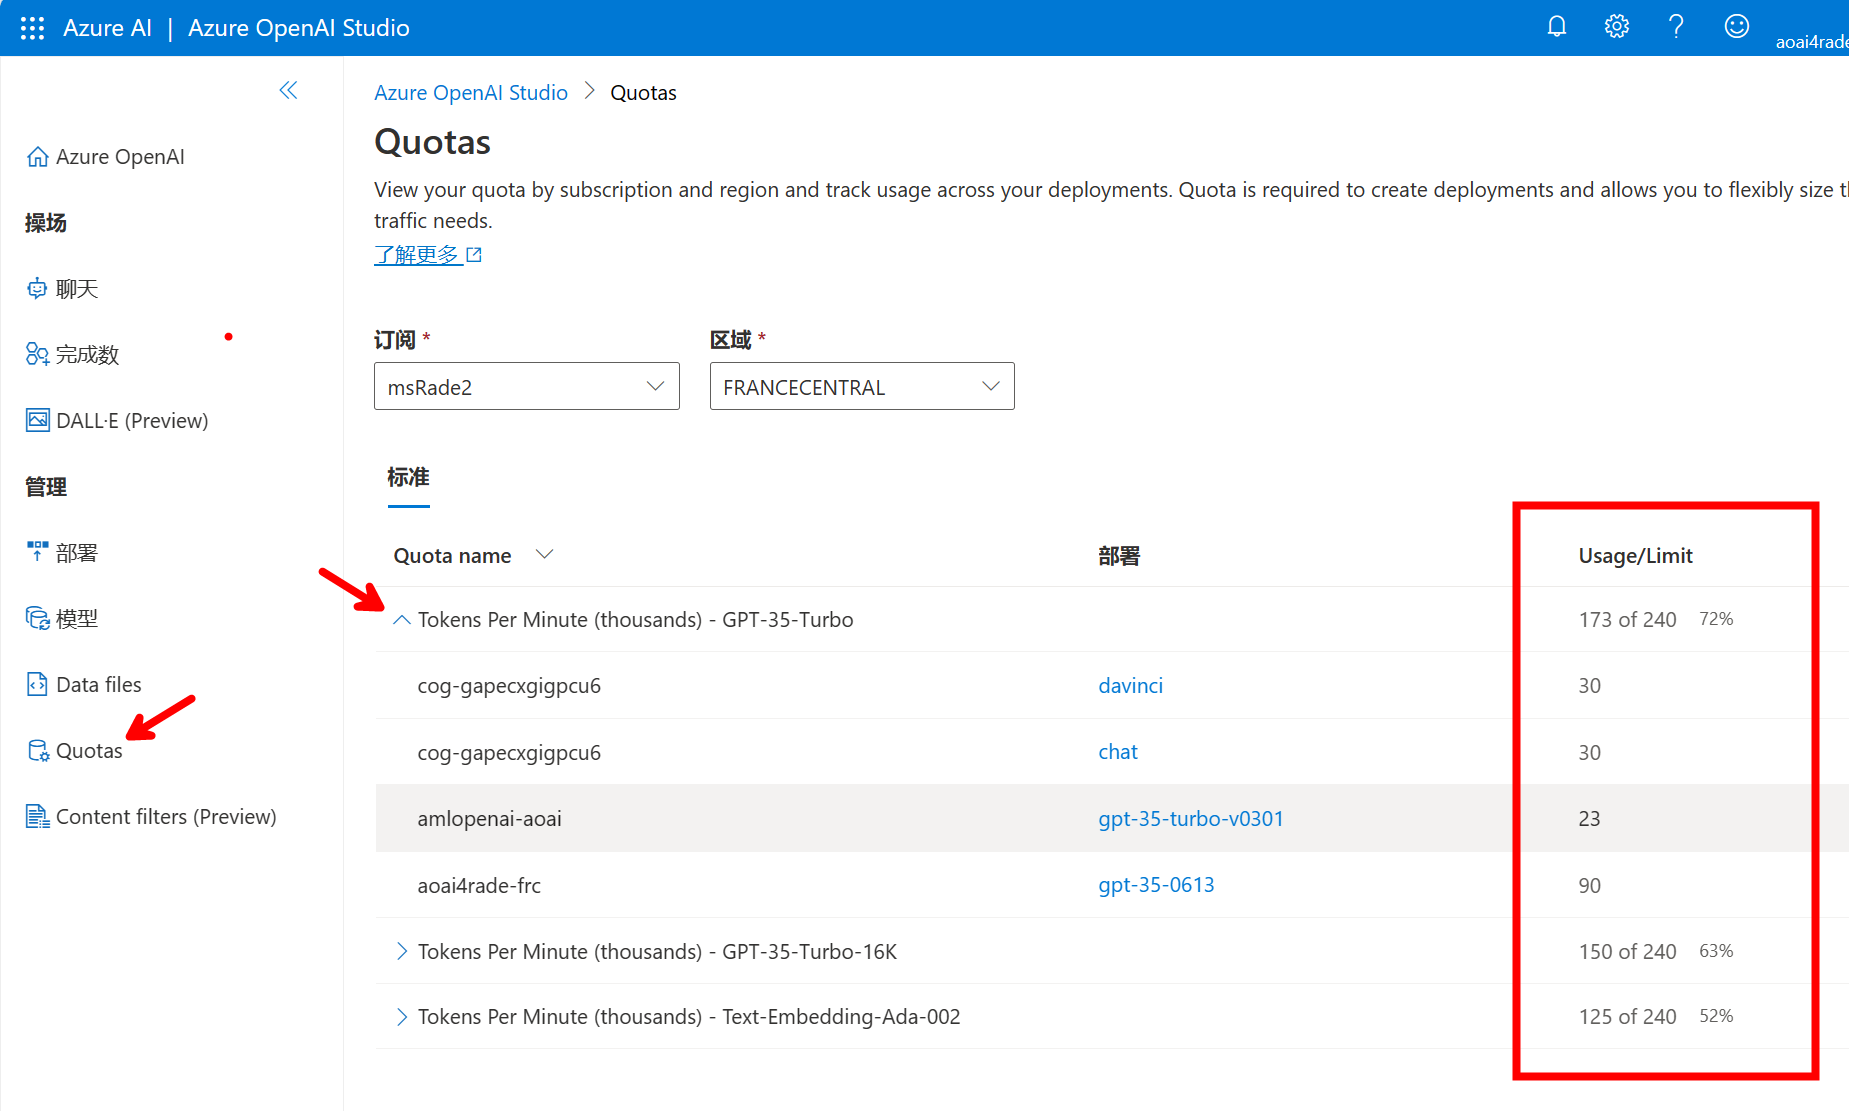 Azure AI | Azure OpenAI Studio
aoai4rade
Azure OpenAI
操场
聊天
完成数
DALL·E (Preview)
管理
部署
模型
Data files
Quotas
Content filters (Preview)
Azure OpenAI Studio > Quotas
Quotas
View your quota by subscription and region and track usage across your deployments. Quota is required to create deployments and allows you to flexibly size
traffic needs.
了解更多
订阅 * 区域 *
msRade2 FRANCECENTRAL
标准
Quota name 部署 Usage/Limit
Tokens Per Minute (thousands) - GPT-35-Turbo 173 of 240 72%
cog-gapecxgigpcu6 davinci 30
cog-gapecxgigpcu6 chat 30
amlopenai-aoai gpt-35-turbo-v0301 23
aoai4rade-frc gpt-35-0613 90
Tokens Per Minute (thousands) - GPT-35-Turbo-16K 150 of 240 63%
Tokens Per Minute (thousands) - Text-Embedding-Ada-002 125 of 240 52%